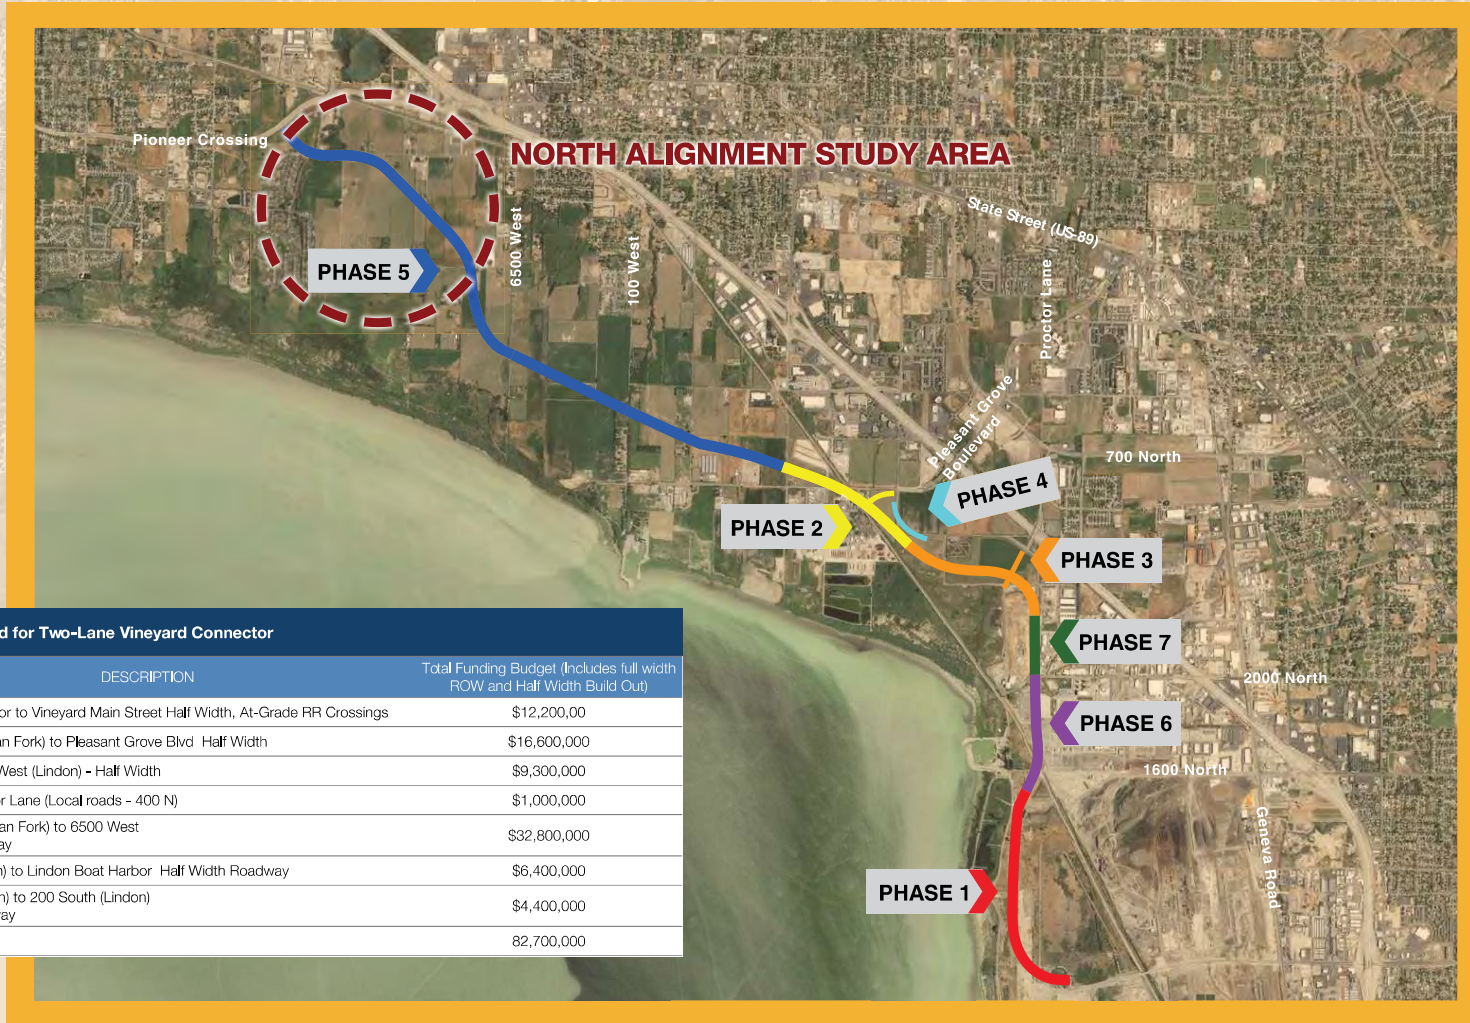 Pioneer Crossing
NORTH ALIGNMENT STUDY AREA
State Street (US-89)
6500 West
100 West
Proctor Lane
PHASE 5
Pleasant Grove
Boulevard
700 North
PHASE 4
PHASE 2
PHASE 3
PHASE 7
2000 North
PHASE 6
1600 North
Geneva Road
PHASE 1
d for Two-Lane Vineyard Connector
DESCRIPTION
Total Funding Budget (Includes full width
ROW and Half Width Build Out)
or to Vineyard Main Street Half Width, At-Grade RR Crossings $12,200,00
an Fork) to Pleasant Grove Blvd Half Width $16,600,000
West (Lindon) - Half Width $9,300,000
or Lane (Local roads - 400 N) $1,000,000
an Fork) to 6500 West
ay $32,800,000
n) to Lindon Boat Harbor Half Width Roadway $6,400,000
n) to 200 South (Lindon)
way $4,400,000
82,700,000